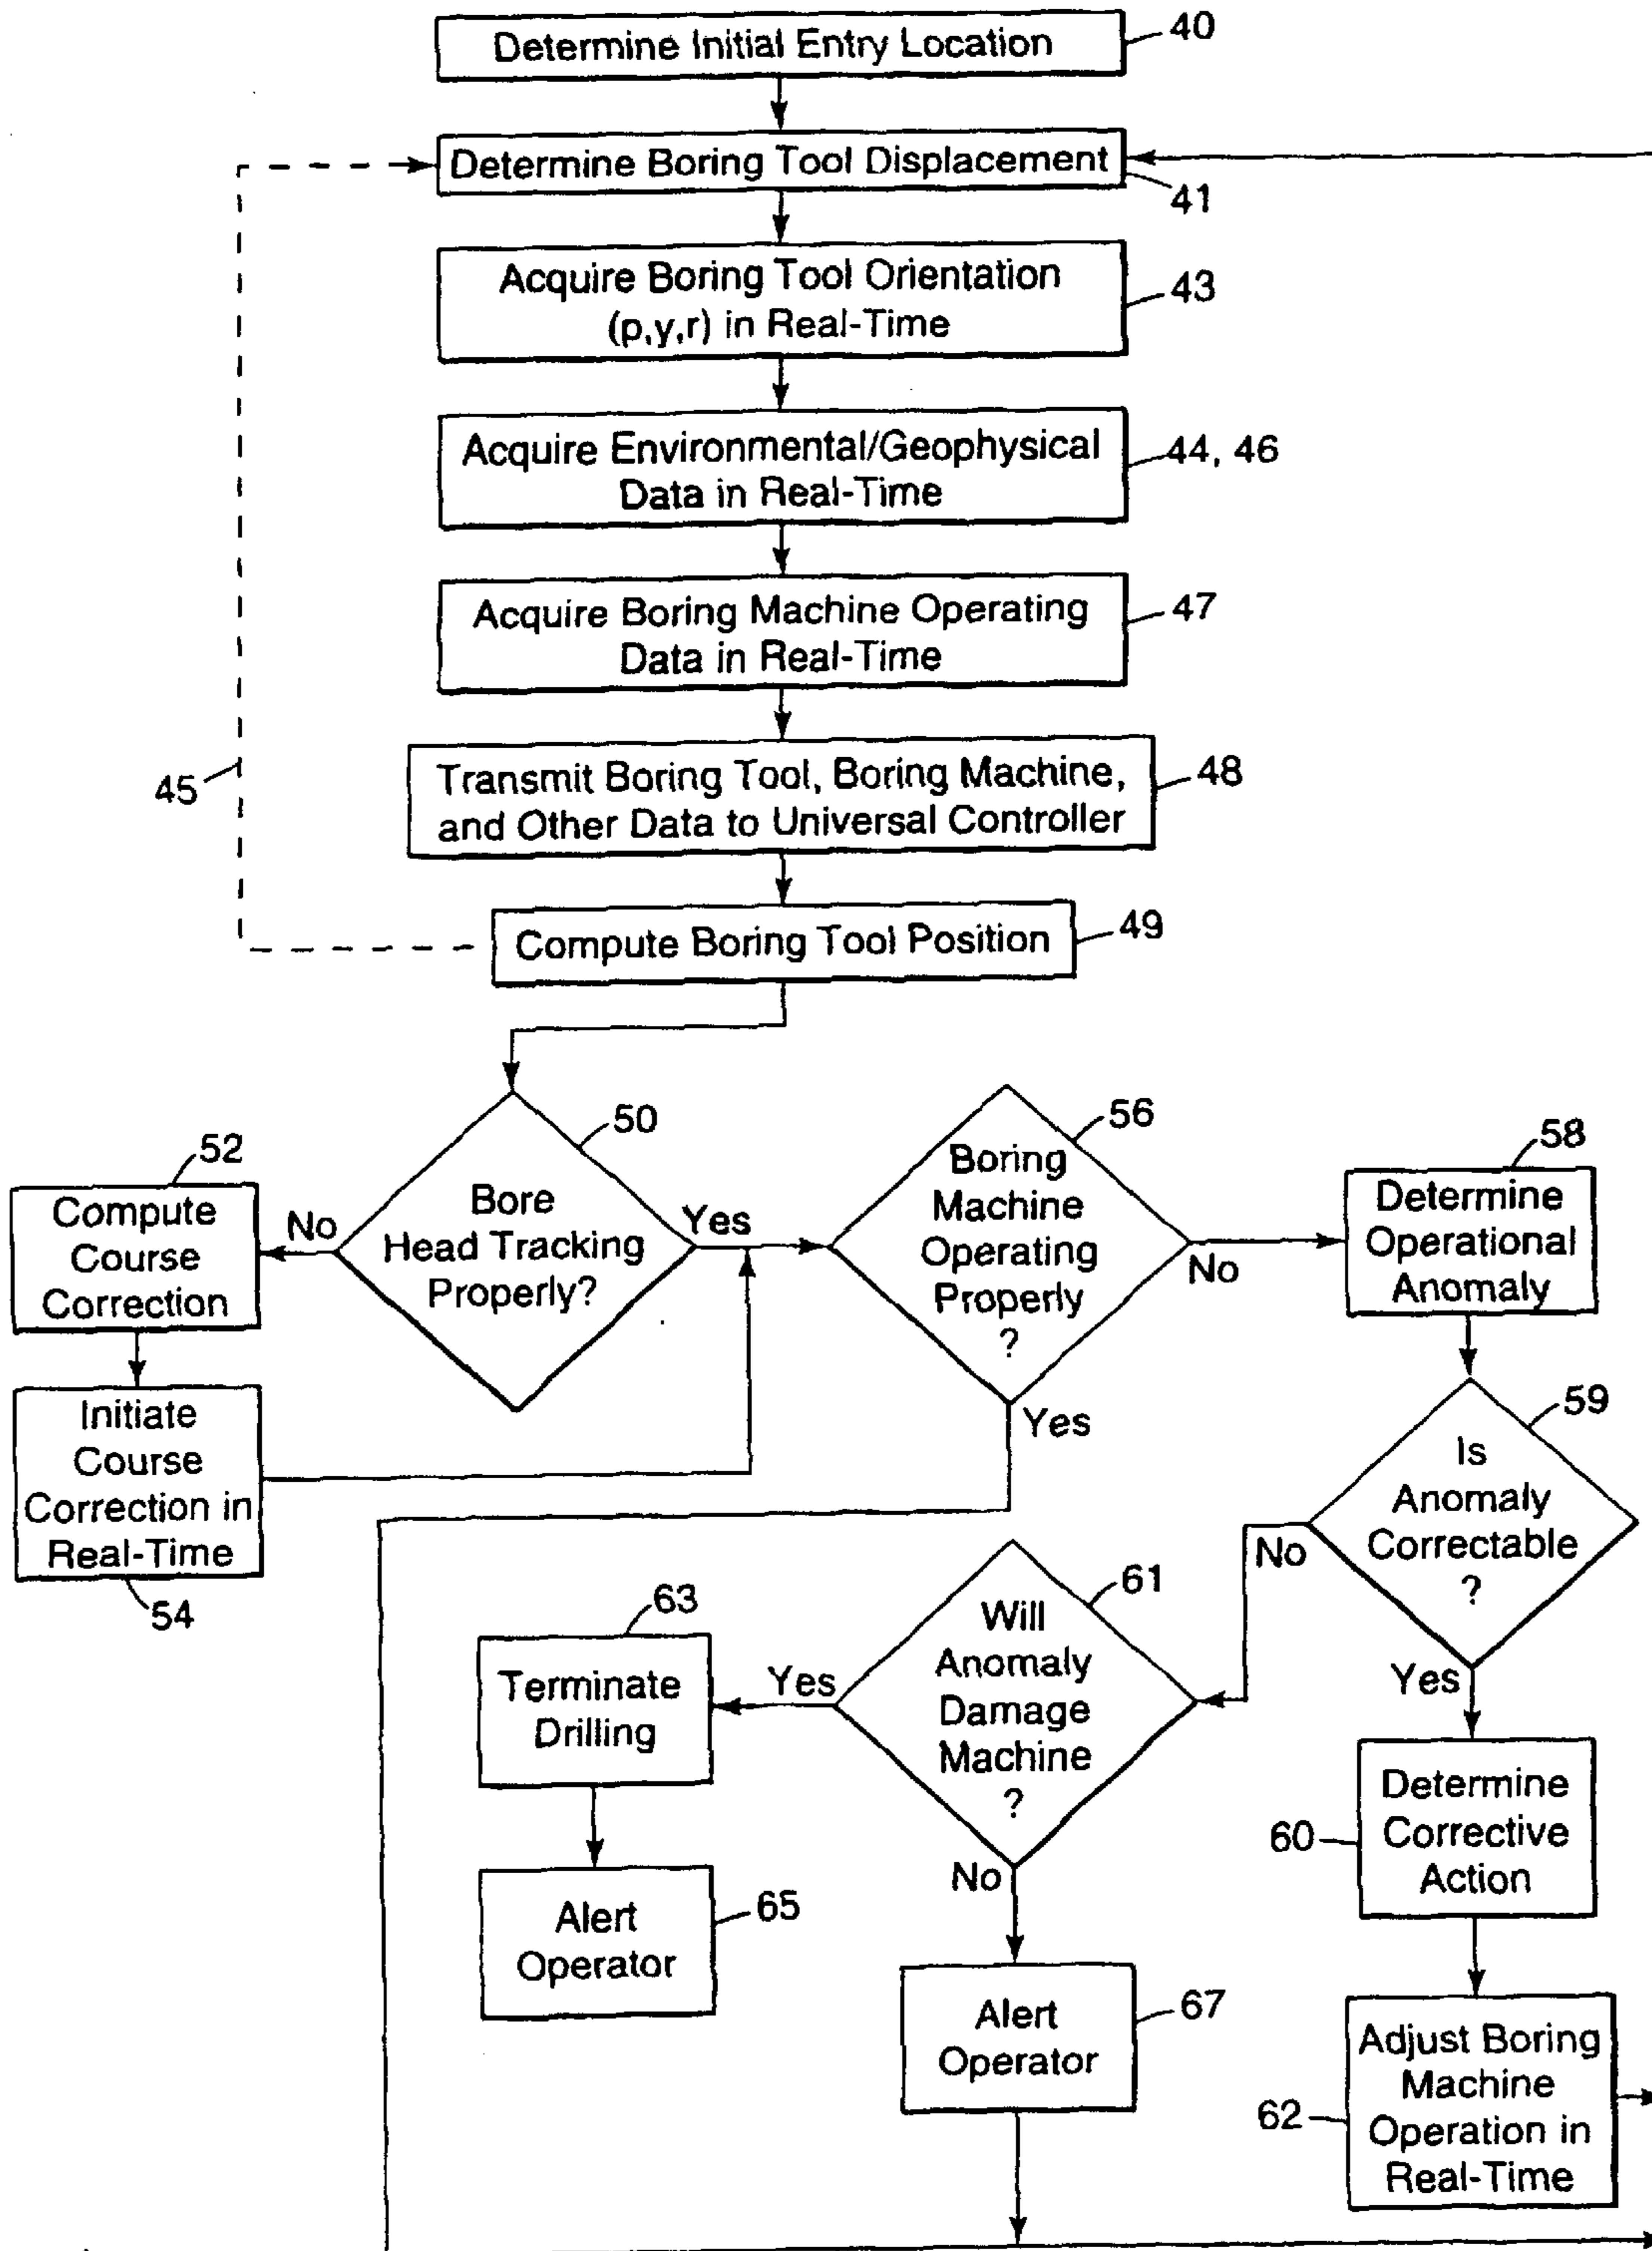 Determine Initial Entry Location
40
Determine Boring Tool Displacement
41
Acquire Boring Tool Orientation
(p,y,r) in Real-Time
43
Acquire Environmental/Geophysical
Data in Real-Time
44, 46
Acquire Boring Machine Operating
Data in Real-Time
47
45
Transmit Boring Tool, Boring Machine,
and Other Data to Universal Controller
48
Compute Boring Tool Position
49
50
Bore
Head Tracking
Properly?
No
Yes
52
Compute
Course
Correction
Initiate
Course
Correction in
Real-Time
54
56
Boring
Machine
Operating
Properly
?
No
Yes
58
Determine
Operational
Anomaly
59
Is
Anomaly
Correctable
?
No
Yes
61
Will
Anomaly
Damage
Machine
?
Yes
No
63
Terminate
Drilling
Alert
Operator
65
Alert
Operator
67
60
Determine
Corrective
Action
62
Adjust Boring
Machine
Operation in
Real-Time